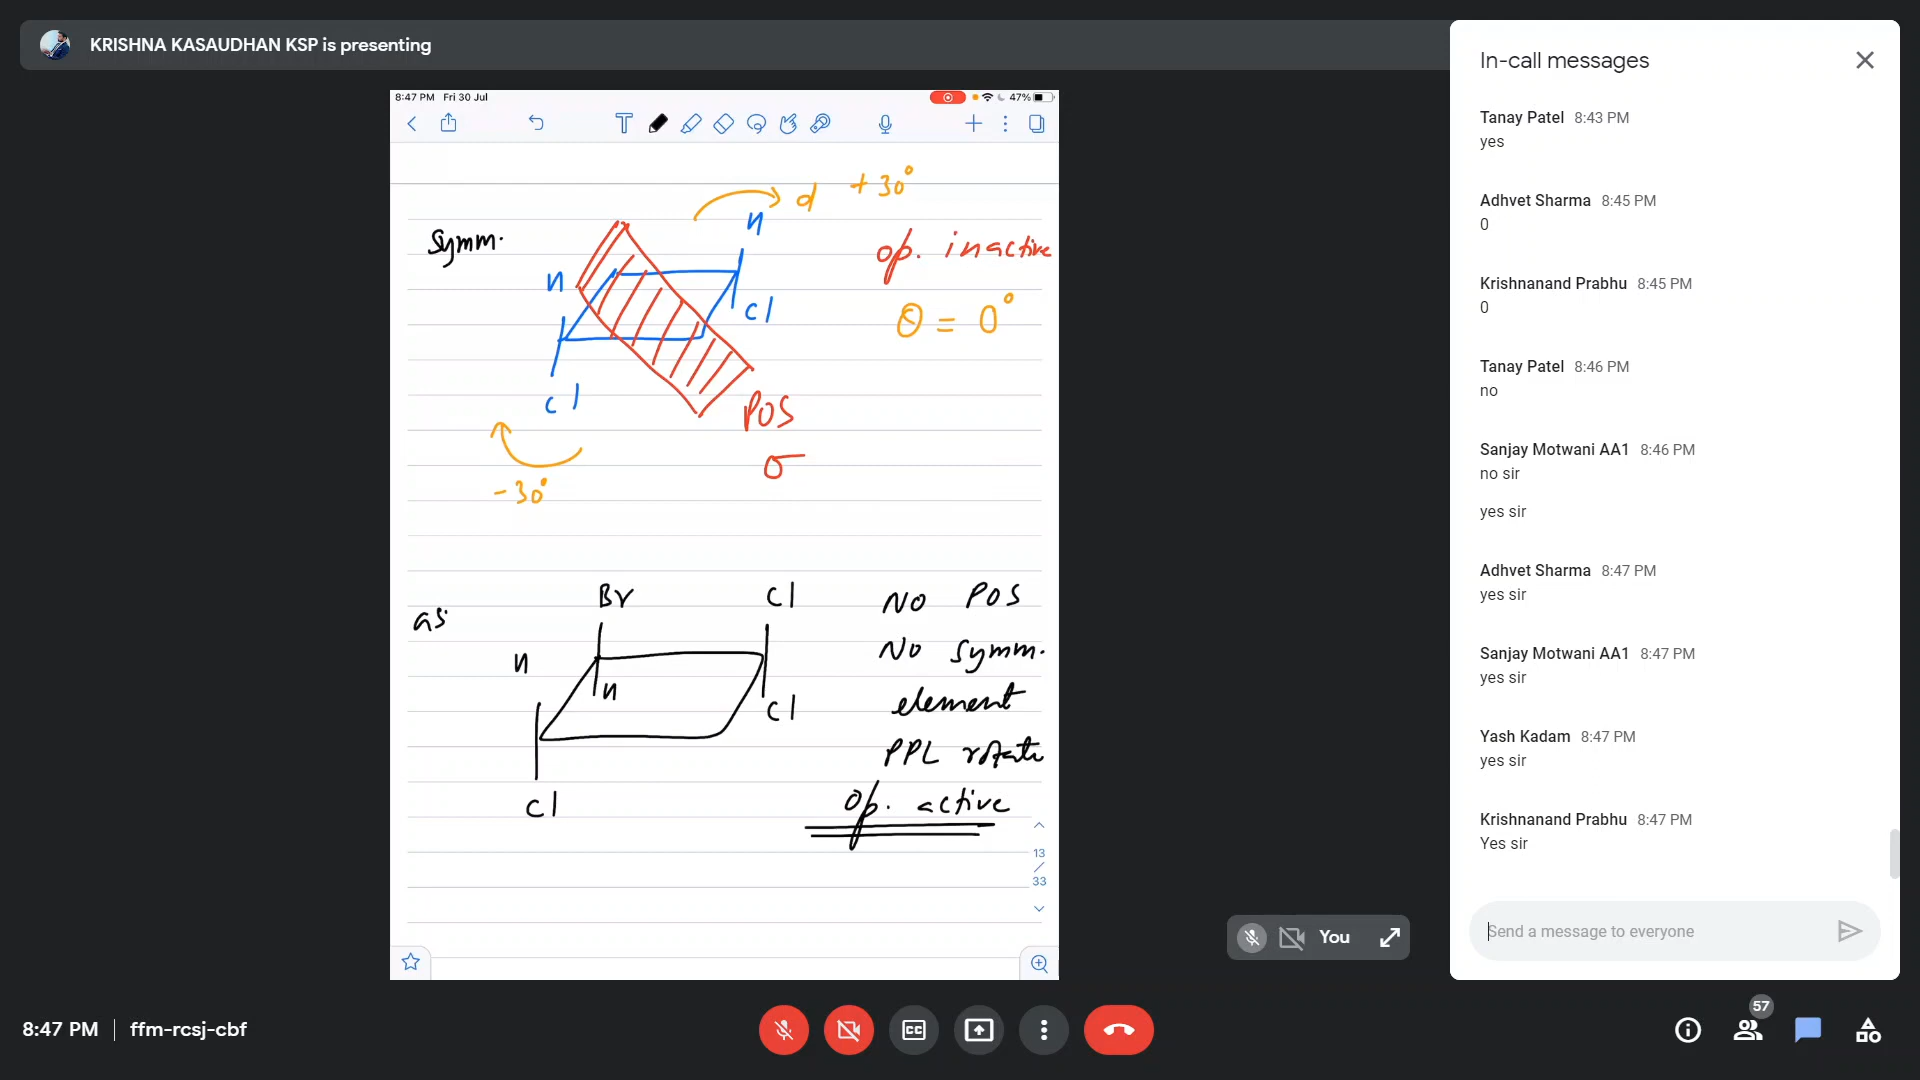 KRISHNA KASAUDHAN KSP is presenting
8:47 PM Fri 30 Jul
47%
d +30°
Symm.
n
op. inactive
n
cl
θ = 0°
cl
POS
σ
-30°
as
Br
cl
NO POS
n
n
cl
No symm.
element
PPL rotate
cl
op. active
13
/
33
You
In-call messages
Tanay Patel 8:43 PM
yes
Adhvet Sharma 8:45 PM
0
Krishnanand Prabhu 8:45 PM
0
Tanay Patel 8:46 PM
no
Sanjay Motwani AA1 8:46 PM
no sir
yes sir
Adhvet Sharma 8:47 PM
yes sir
Sanjay Motwani AA1 8:47 PM
yes sir
Yash Kadam 8:47 PM
yes sir
Krishnanand Prabhu 8:47 PM
Yes sir
Send a message to everyone
8:47 PM | ffm-rcsj-cbf
CC
57